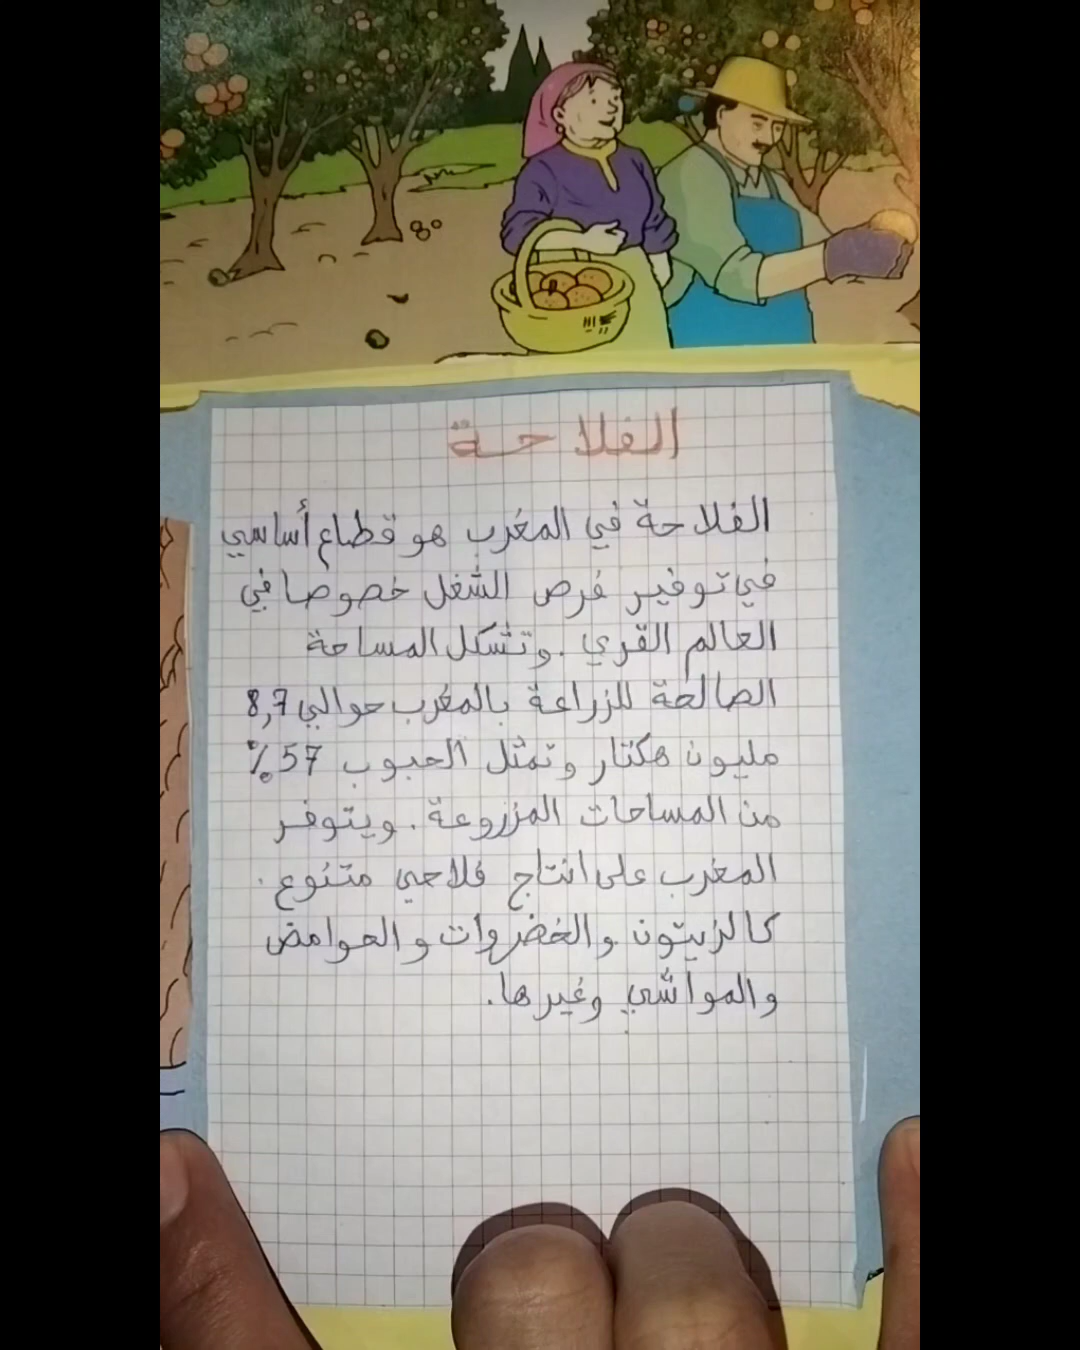 الفلاحة
الفلاحة في المغرب هو قطاع أساسي
في توفير فرص الشغل خصوصا في
العالم القري . وتشكل المساحة
الصالحة للزراعة بالمغرب حوالي 8,7
مليون هكتار وتمثل الحبوب 57%
من المساحات المزروعة . ويتوفر
المغرب على انتاج فلاحي متنوع .
كالزيتون والخضروات والحوامض
والمواشي وغيرها.